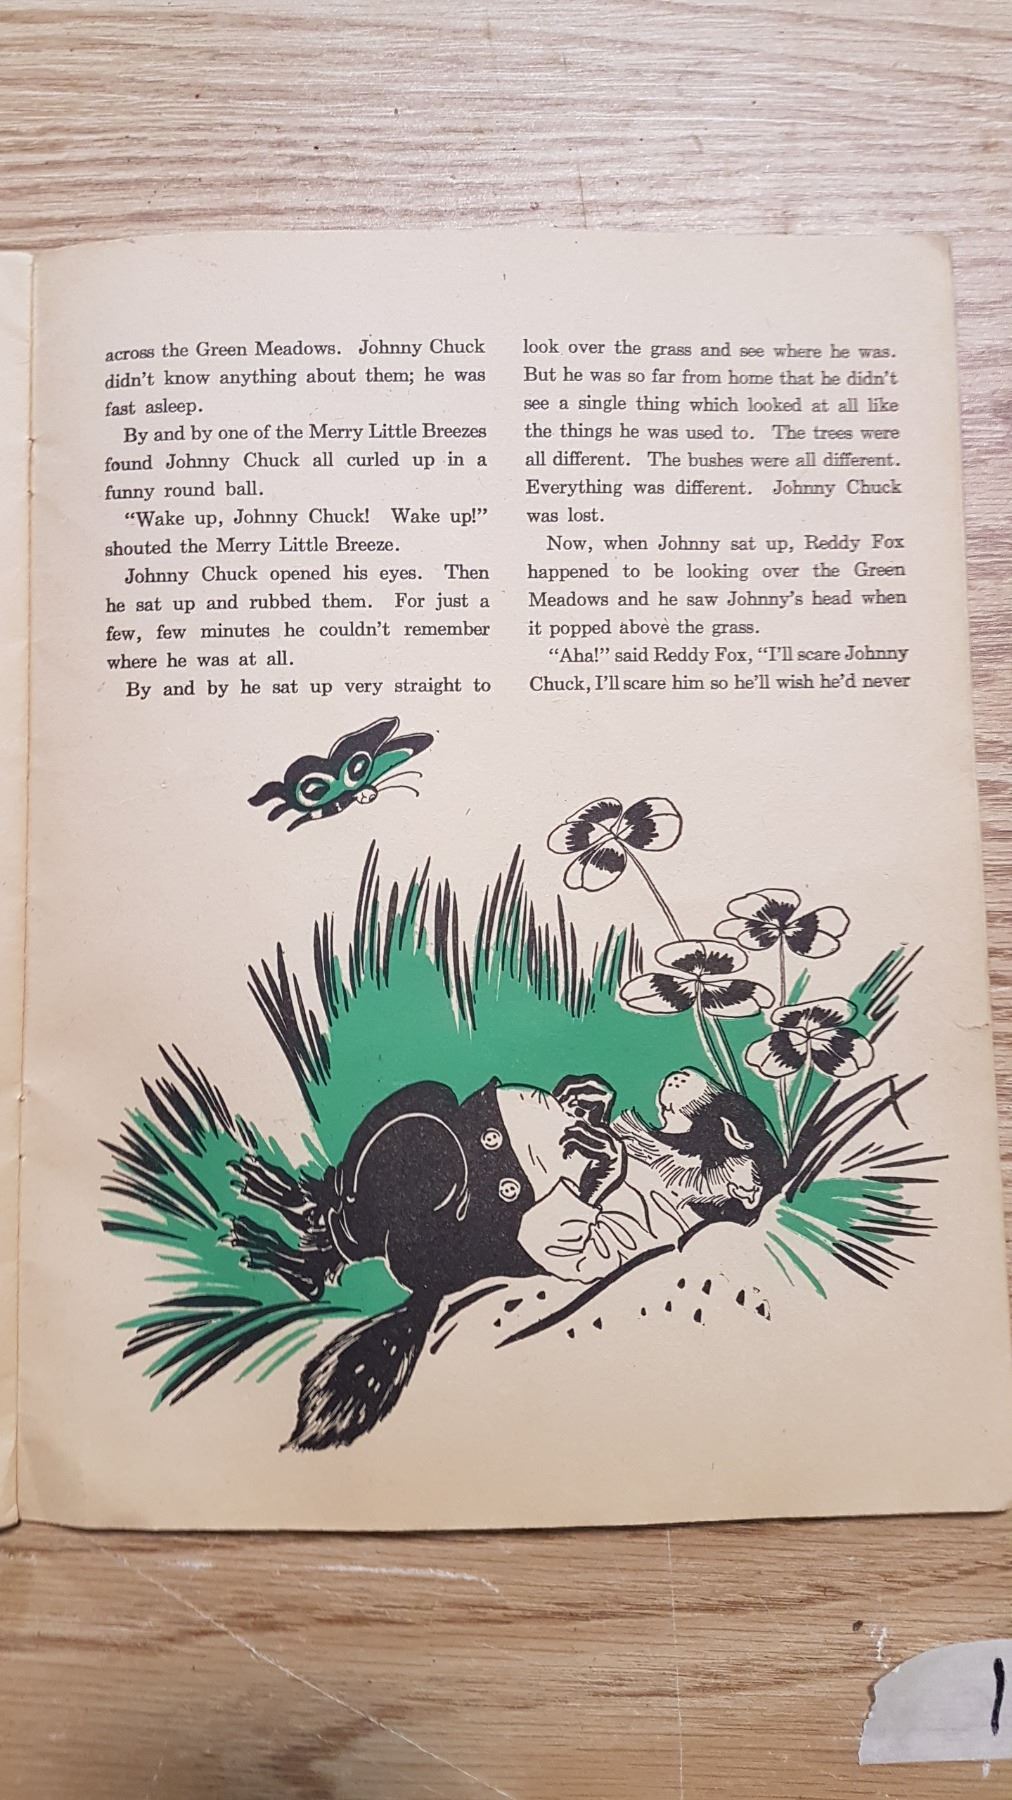 across the Green Meadows. Johnny Chuck
didn't know anything about them; he was
fast asleep.
By and by one of the Merry Little Breezes
found Johnny Chuck all curled up in a
funny round ball.
“Wake up, Johnny Chuck! Wake up!”
shouted the Merry Little Breeze.
Johnny Chuck opened his eyes. Then
he sat up and rubbed them. For just a
few, few minutes he couldn't remember
where he was at all.
By and by he sat up very straight to
look over the grass and see where he was.
But he was so far from home that he didn't
see a single thing which looked at all like
the things he was used to. The trees were
all different. The bushes were all different.
Everything was different. Johnny Chuck
was lost.
Now, when Johnny sat up, Reddy Fox
happened to be looking over the Green
Meadows and he saw Johnny's head when
it popped above the grass.
“Aha!” said Reddy Fox, “I'll scare Johnny
Chuck, I'll scare him so he'll wish he'd never
1